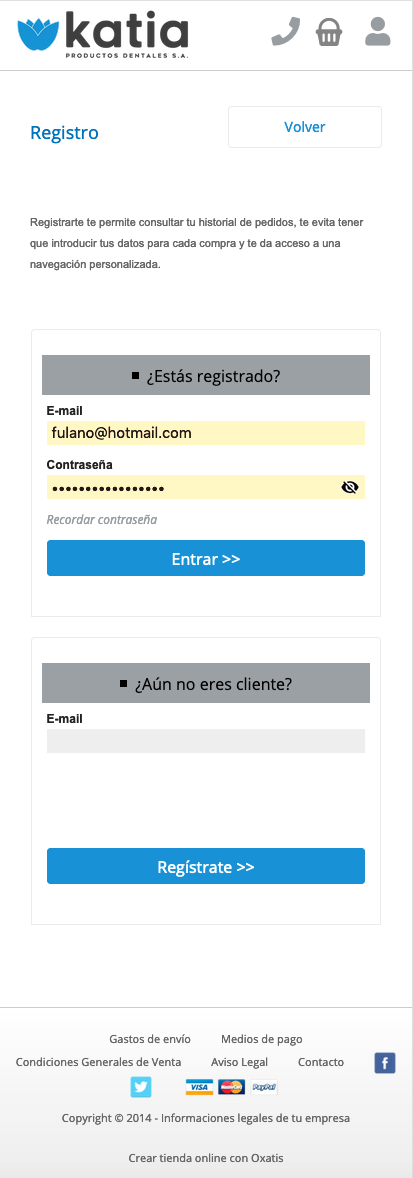 katia
PRODUCTOS DENTALES S.A.
Registro
Volver
Registrarte te permite consultar tu historial de pedidos, te evita tener
que introducir tus datos para cada compra y te da acceso a una
navegación personalizada.
¿Estás registrado?
E-mail
fulano@hotmail.com
Contraseña
•••••••••••••••••
Recordar contraseña
Entrar >>
¿Aún no eres cliente?
E-mail
Regístrate >>
Gastos de envío Medios de pago
Condiciones Generales de Venta Aviso Legal Contacto f
VISA MasterCard PayPal
Copyright © 2014 - Informaciones legales de tu empresa
Crear tienda online con Oxatis